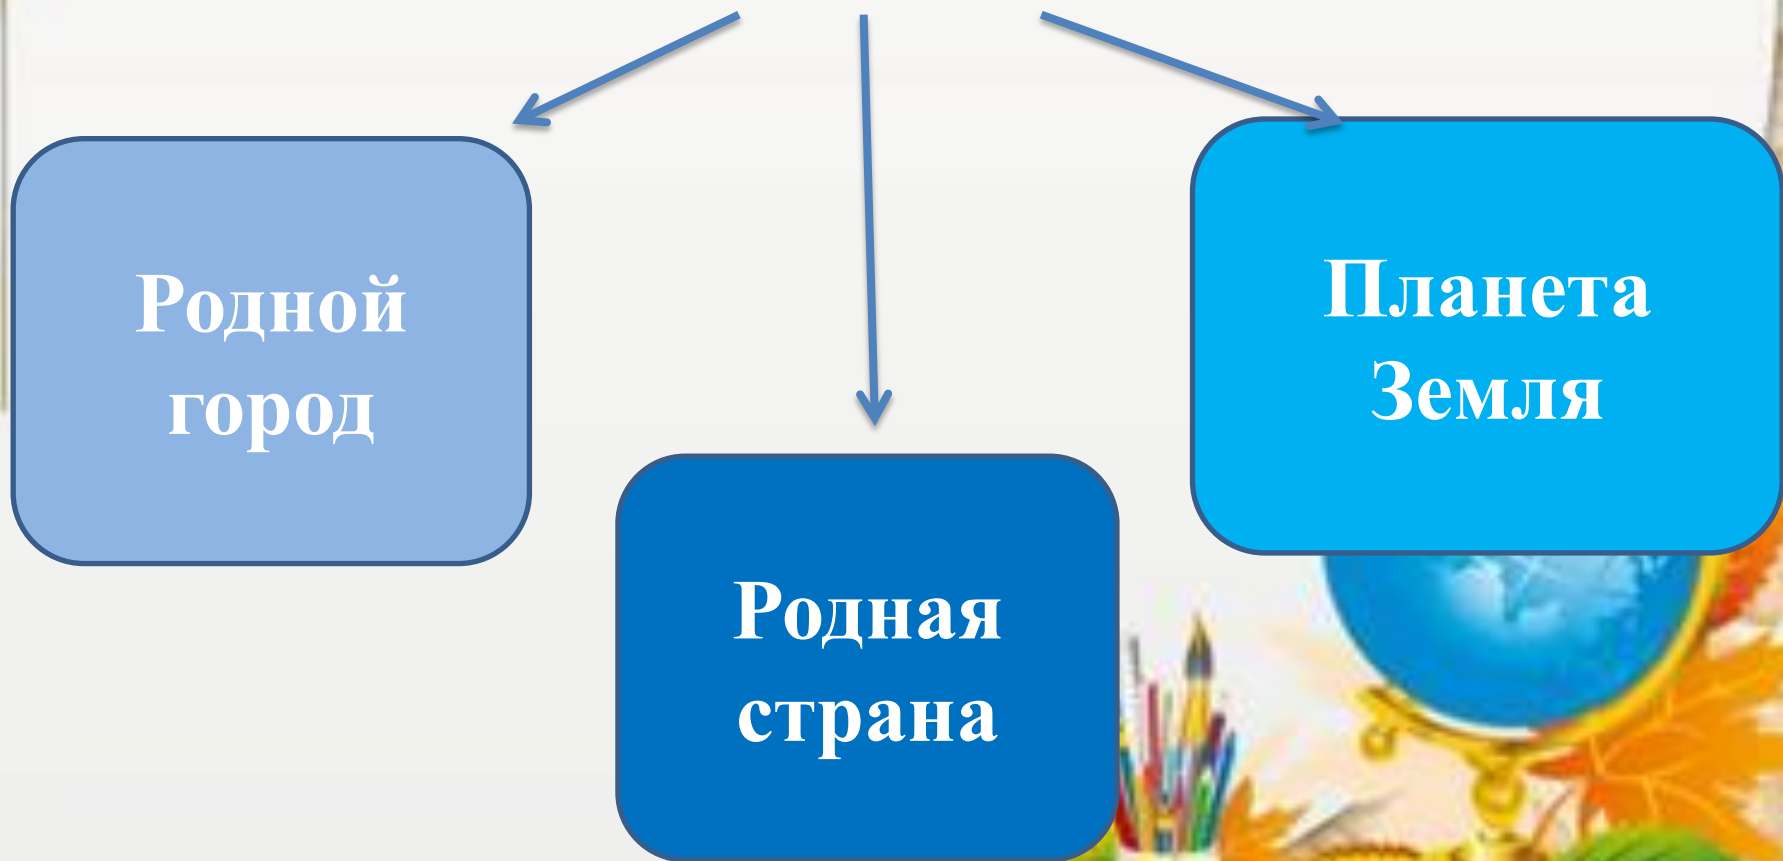 Родной
город
Родная
страна
Планета
Земля